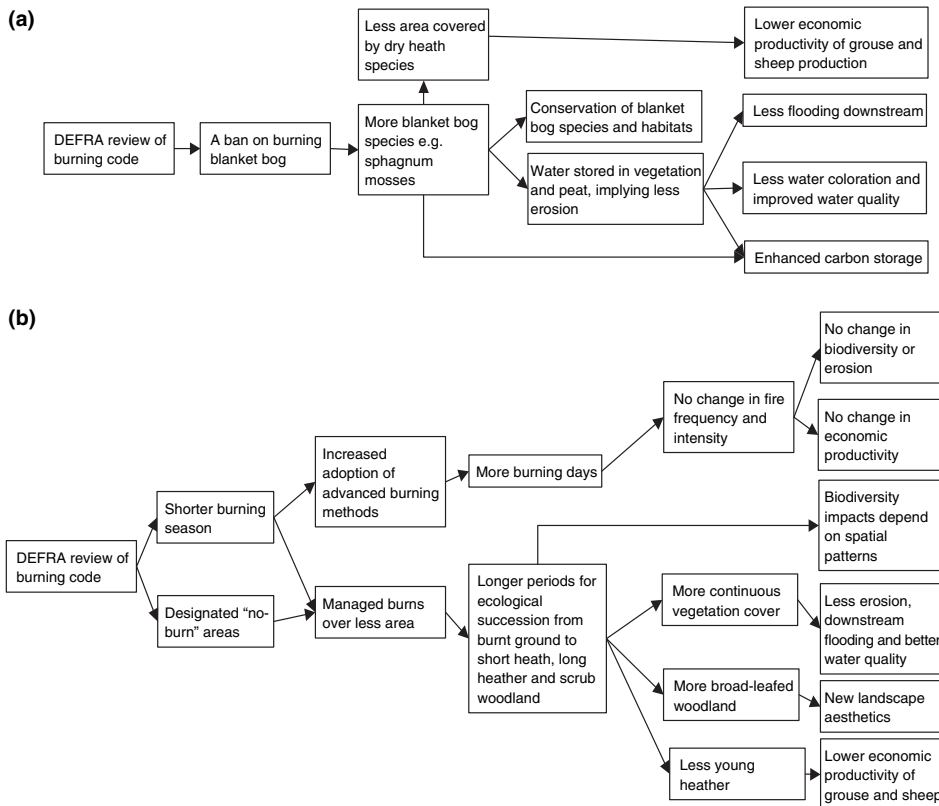 (a)
Less area covered
by dry heath
species
Lower economic
productivity of grouse and
sheep production
DEFRA review of
burning code
A ban on burning
blanket bog
More blanket bog
species e.g.
sphagnum
mosses
Conservation of blanket
bog species and habitats
Water stored in vegetation
and peat, implying less
erosion
Less flooding downstream
Less water coloration and
improved water quality
Enhanced carbon storage
(b)
DEFRA review of
burning code
Shorter burning
season
Designated “no-
burn” areas
Increased
adoption of
advanced burning
methods
Managed burns
over less area
More burning days
Longer periods for
ecological
succession from
burnt ground to
short heath, long
heather and scrub
woodland
No change in fire
frequency and
intensity
More continuous
vegetation cover
More broad-leafed
woodland
Less young
heather
No change in
biodiversity or
erosion
No change in
economic
productivity
Biodiversity
impacts depend
on spatial
patterns
Less erosion,
downstream
flooding and better
water quality
New landscape
aesthetics
Lower economic
productivity of
grouse and sheep